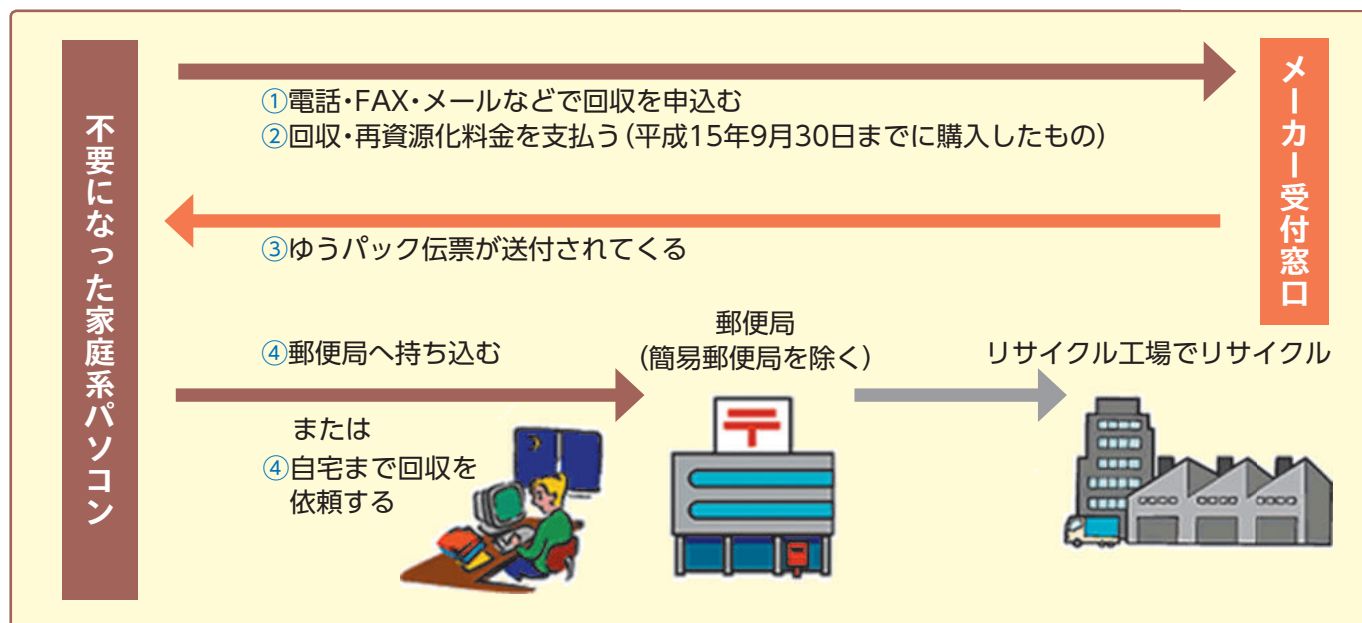 不要になった家庭系パソコン
①電話・FAX・メールなどで回収を申込む
②回収・再資源化料金を支払う(平成15年9月30日までに購入したもの)
メーカー受付窓口
③ゆうパック伝票が送付されてくる
④郵便局へ持ち込む
または
④自宅まで回収を
依頼する
郵便局
(簡易郵便局を除く)
リサイクル工場でリサイクル